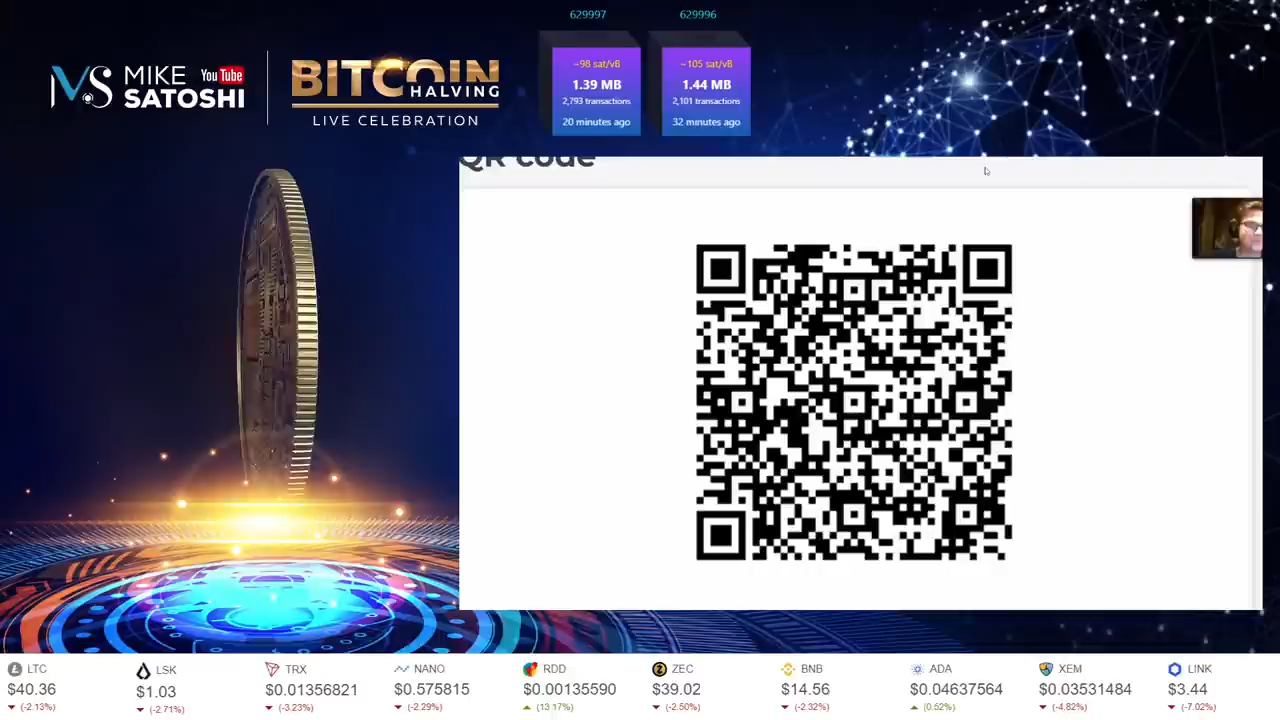 629997
629996
MIKE SATOSHI
YouTube
BITCOIN
HALVING
LIVE CELEBRATION
~98 sat/vB
1.39 MB
2,793 transactions
20 minutes ago
~105 sat/vB
1.44 MB
2,101 transactions
32 minutes ago
QR code
LTC
$40.36
(-2.13%)
LSK
$1.03
(-2.71%)
TRX
$0.01356821
(-3.23%)
NANO
$0.575815
(-2.29%)
RDD
$0.00135590
(13.17%)
ZEC
$39.02
(-2.50%)
BNB
$14.56
(-2.32%)
ADA
$0.04637564
(0.52%)
XEM
$0.03531484
(-4.82%)
LINK
$3.44
(-7.02%)